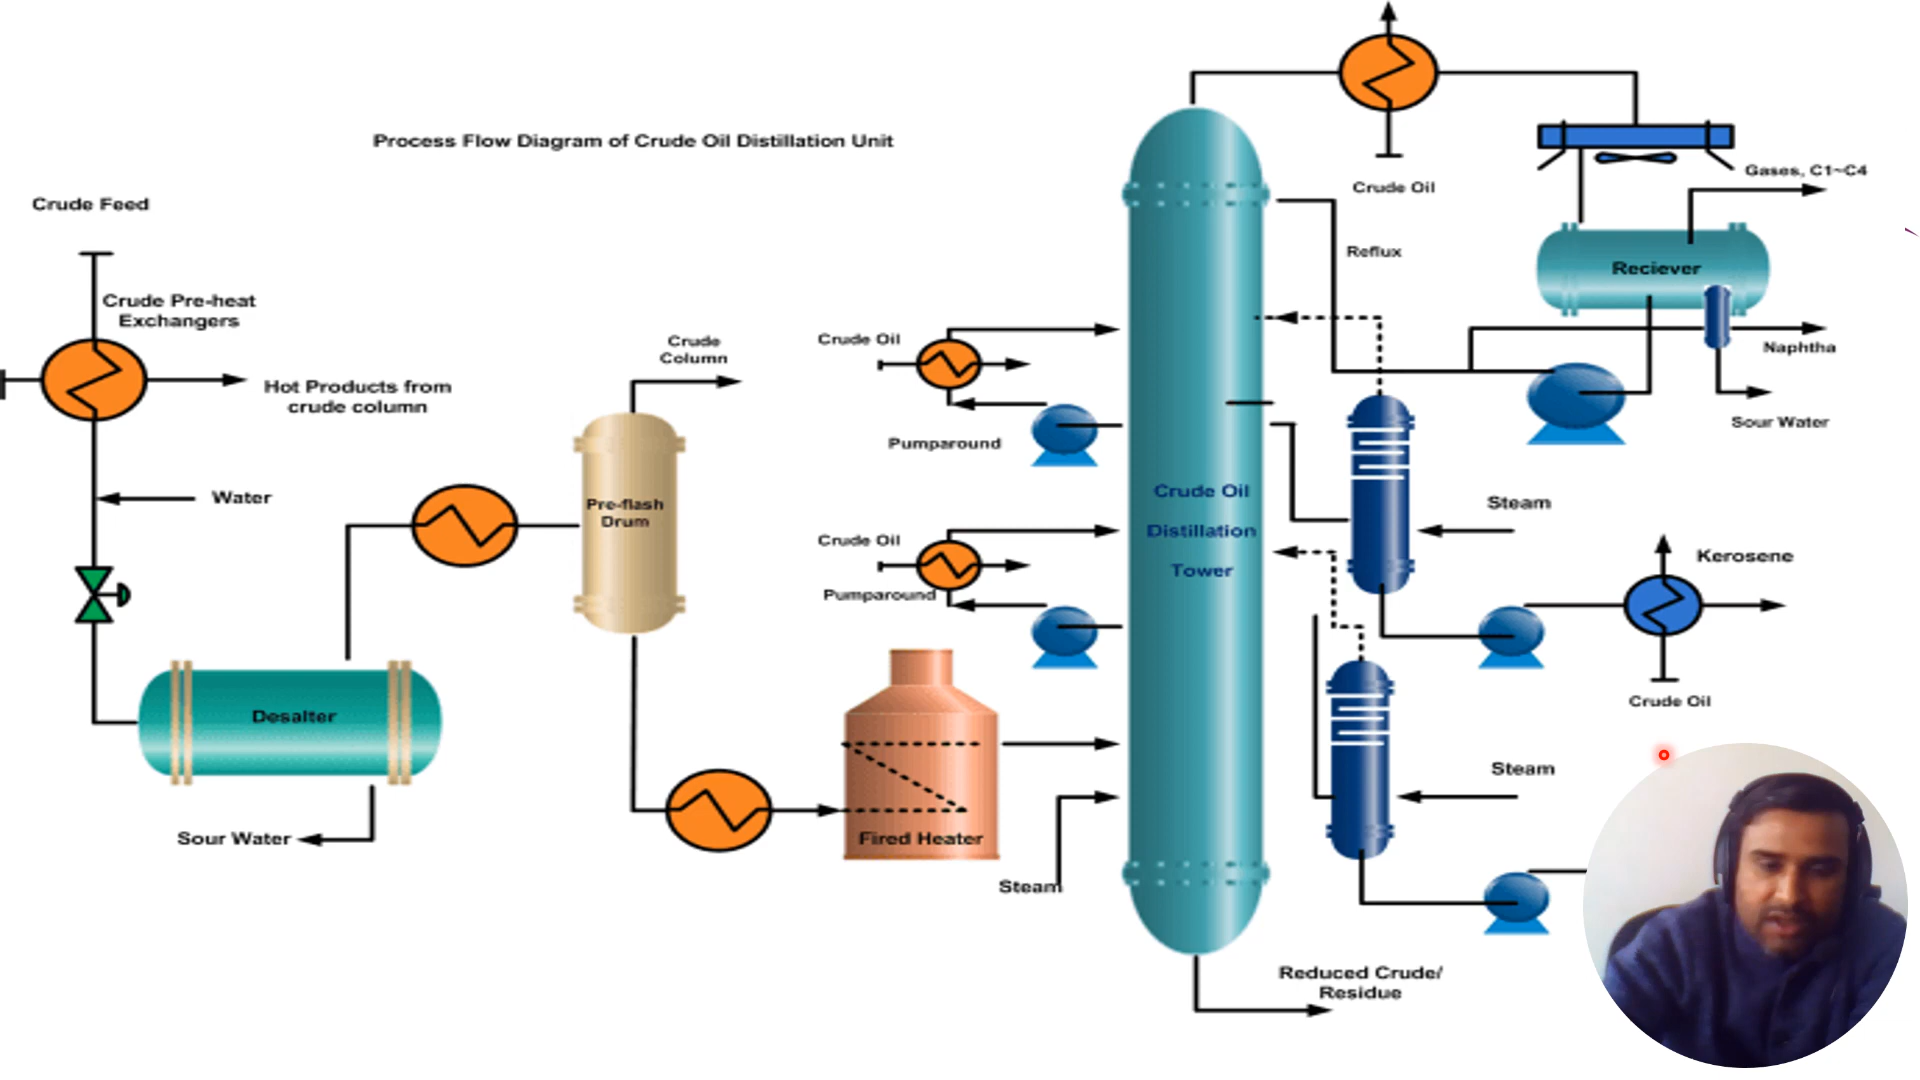 Process Flow Diagram of Crude Oil Distillation Unit
Crude Feed
Crude Pre-heat
Exchangers
Hot Products from
crude column
Water
Desalter
Sour Water
Crude
Column
Pre-flash
Drum
Fired Heater
Steam
Crude Oil
Pumparound
Crude Oil
Pumparound
Crude Oil
Distillation
Tower
Crude Oil
Reflux
Gases, C1~C4
Reciever
Naphtha
Sour Water
Steam
Kerosene
Crude Oil
Steam
Reduced Crude/
Residue